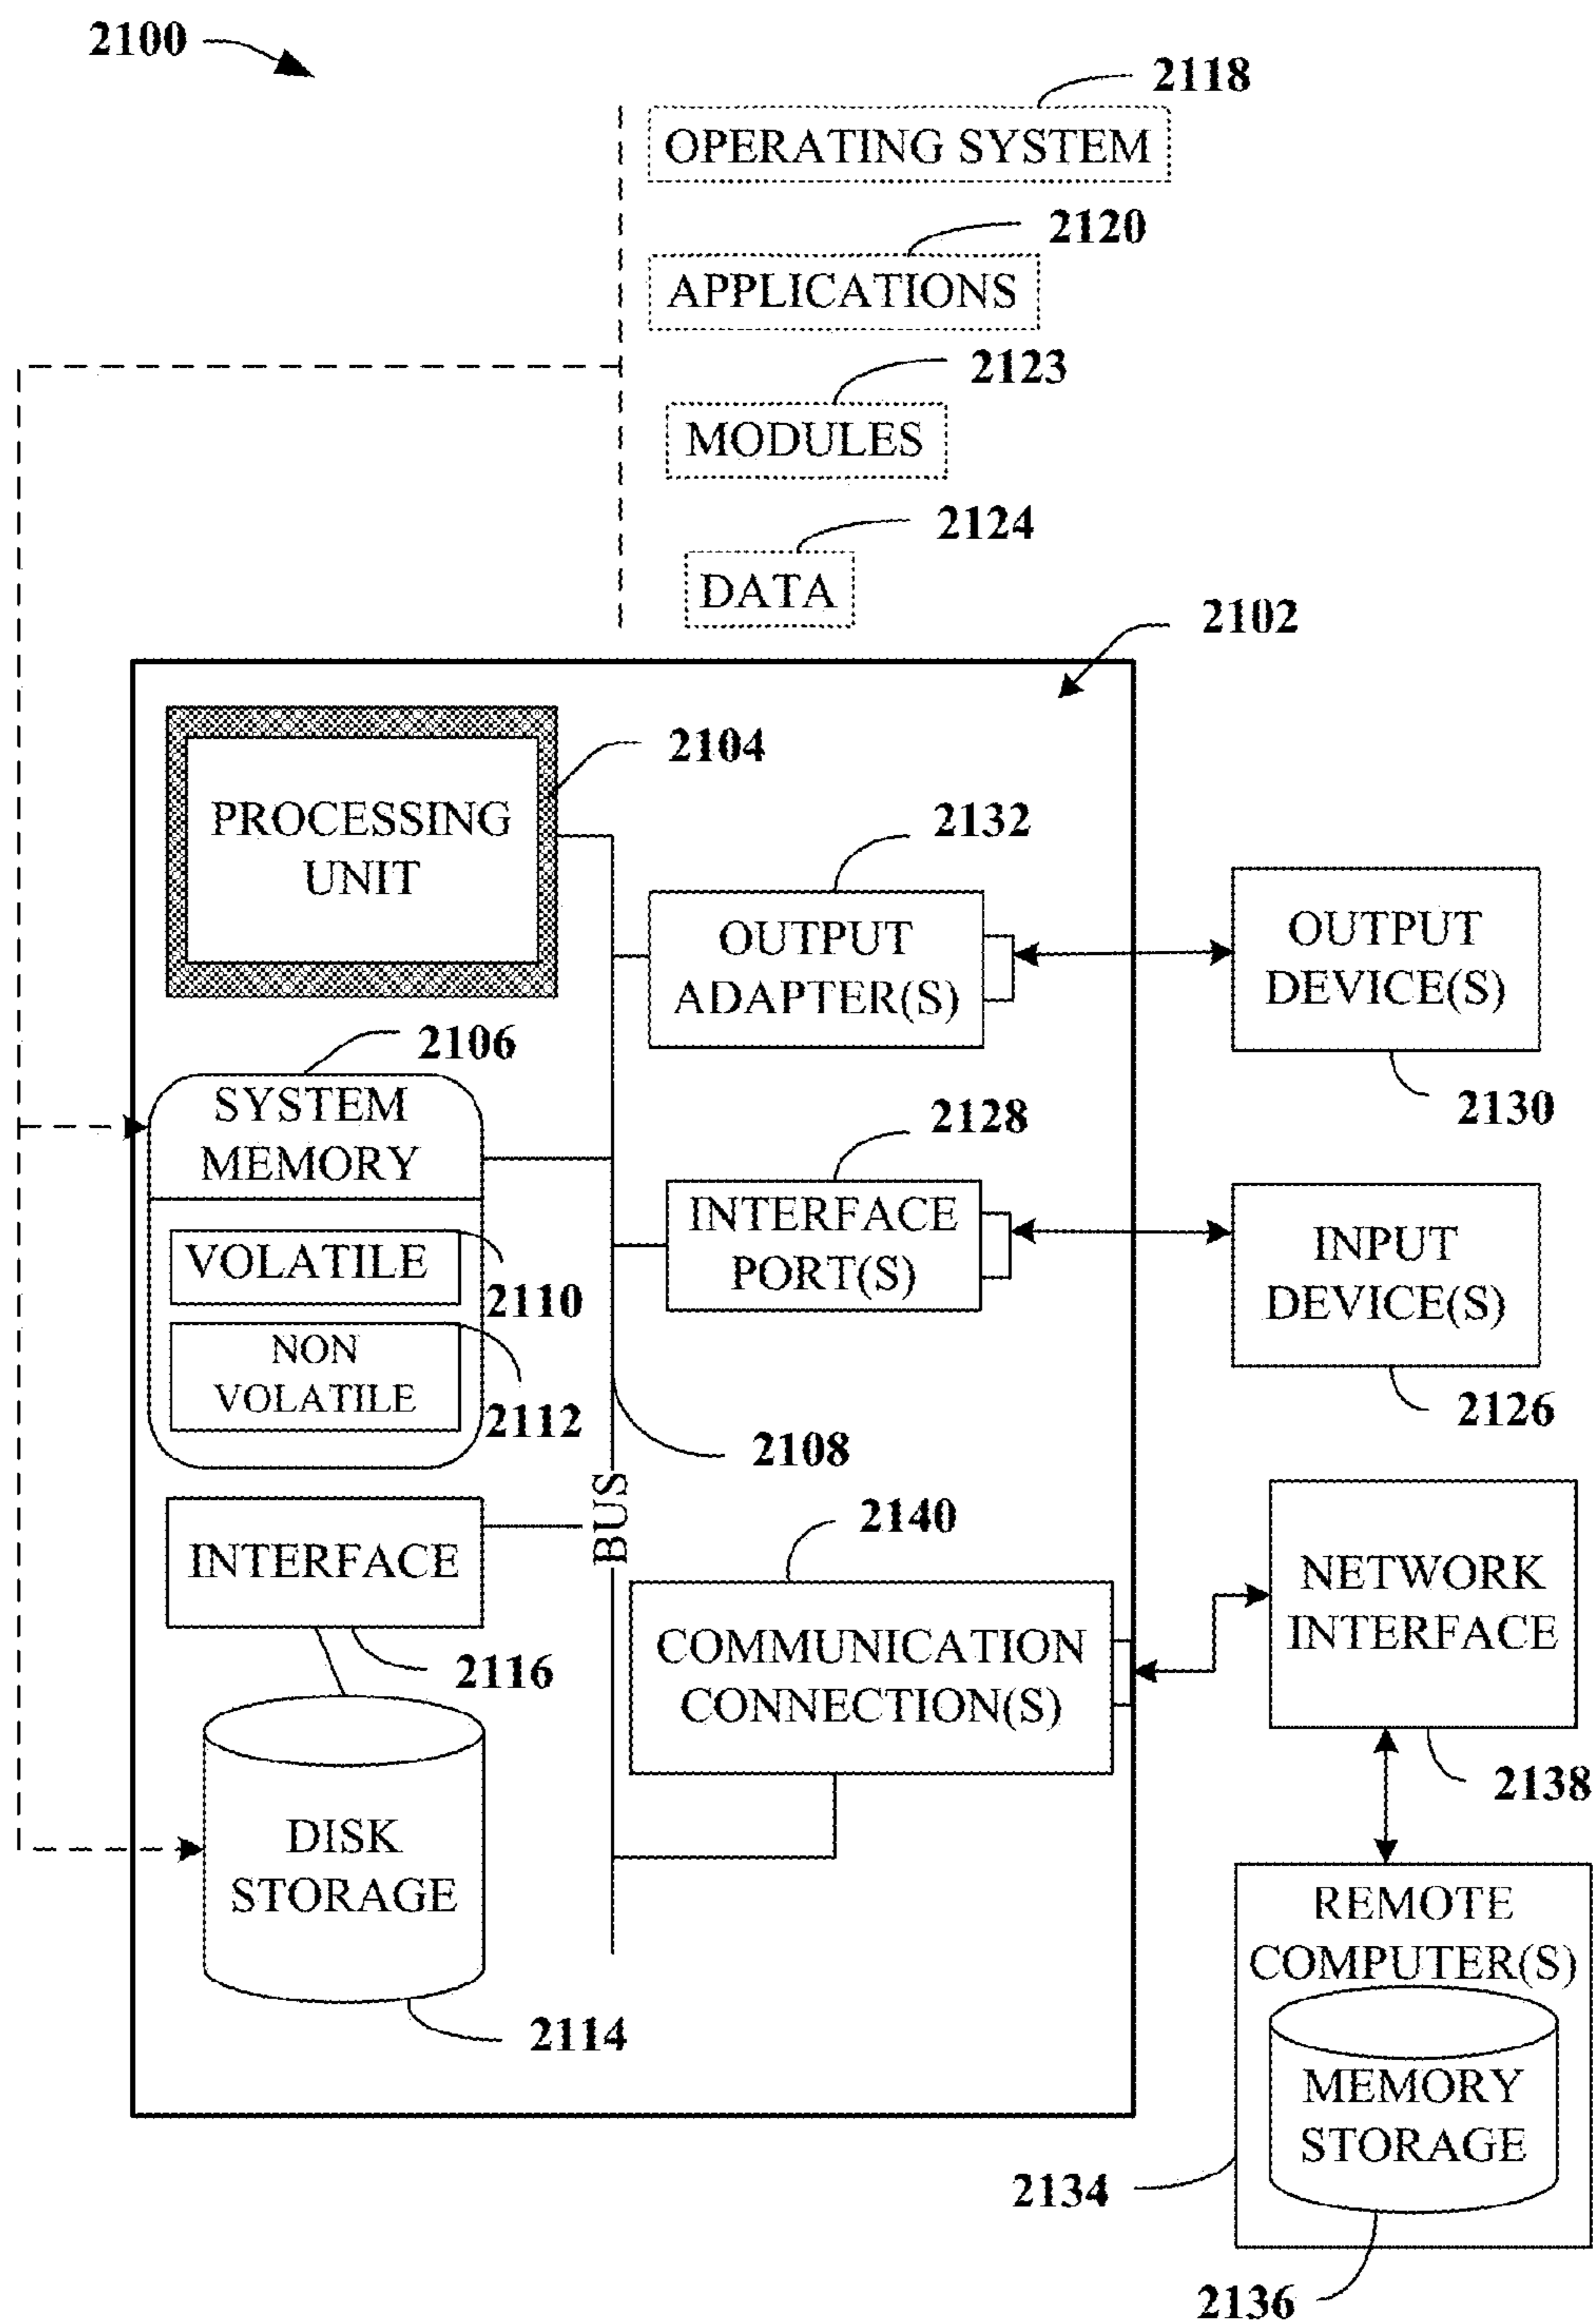 2100
2118
OPERATING SYSTEM
2120
APPLICATIONS
2123
MODULES
2124
DATA
2102
PROCESSING
UNIT
2104
2132
OUTPUT
ADAPTER(S)
OUTPUT
DEVICE(S)
2130
2106
SYSTEM
MEMORY
VOLATILE
2110
NON
VOLATILE
2112
2128
INTERFACE
PORT(S)
INPUT
DEVICE(S)
2126
2108
BUS
INTERFACE
2116
2140
COMMUNICATION
CONNECTION(S)
NETWORK
INTERFACE
2138
DISK
STORAGE
2114
REMOTE
COMPUTER(S)
MEMORY
STORAGE
2134
2136